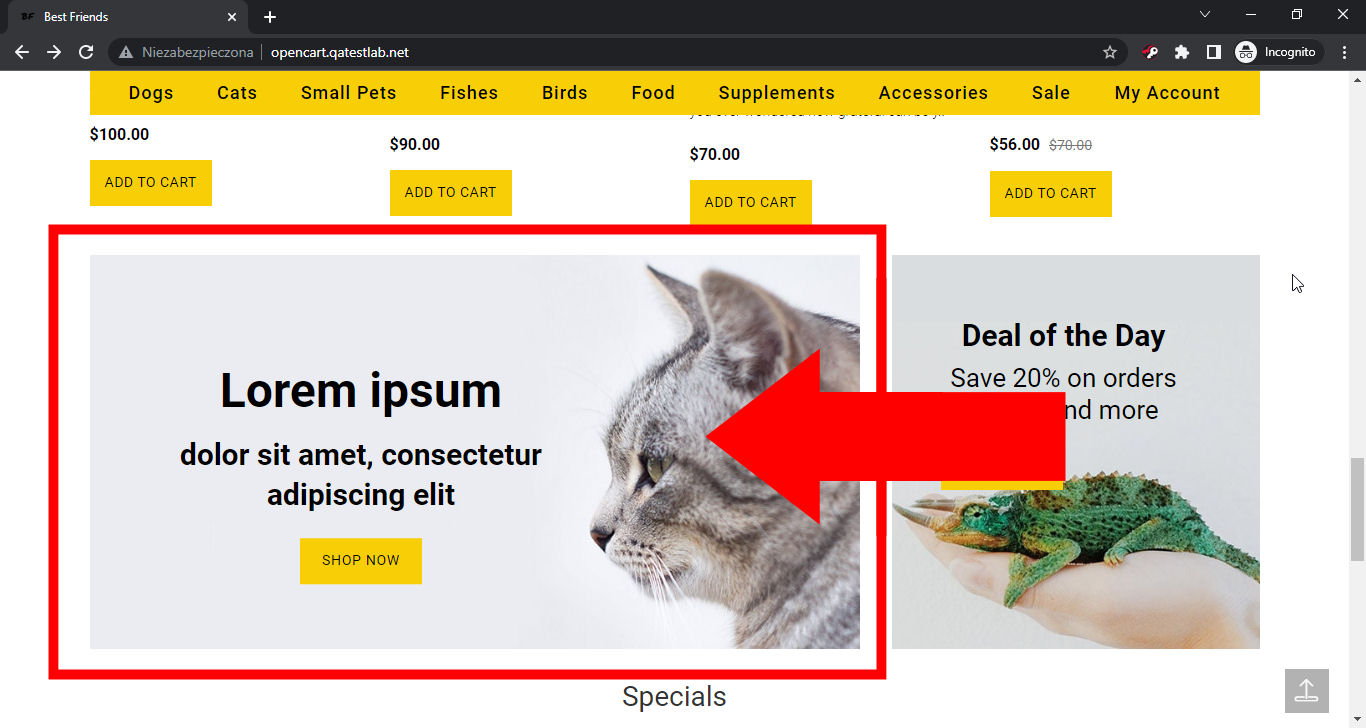 BF Best Friends
Niezabezpieczona opencart.qatestlab.net Incognito
Dogs Cats Small Pets Fishes Birds Food Supplements Accessories Sale My Account
$100.00 $90.00 $70.00 $56.00 $70.00
ADD TO CART ADD TO CART ADD TO CART ADD TO CART
Lorem ipsum
dolor sit amet, consectetur
adipiscing elit
SHOP NOW
Deal of the Day
Save 20% on orders
nd more
Specials